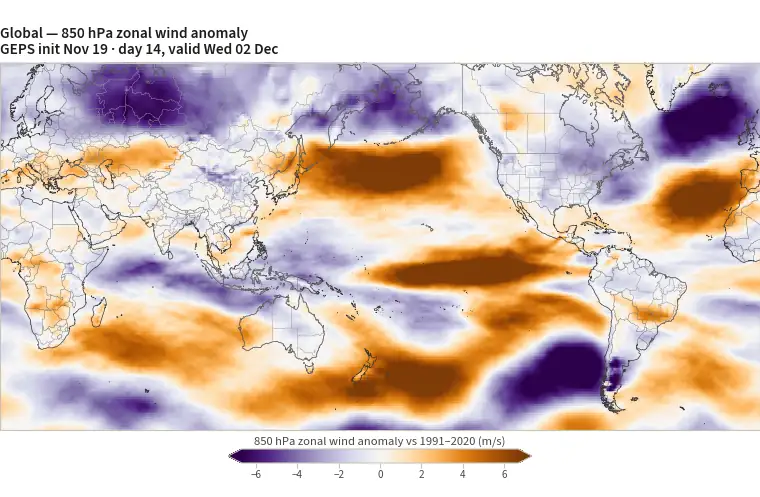 Global — 850 hPa zonal wind anomaly
GEPS init Nov 19 · day 14, valid Wed 02 Dec
850 hPa zonal wind anomaly vs 1991–2020 (m/s)
−6 −4 −2 0 2 4 6